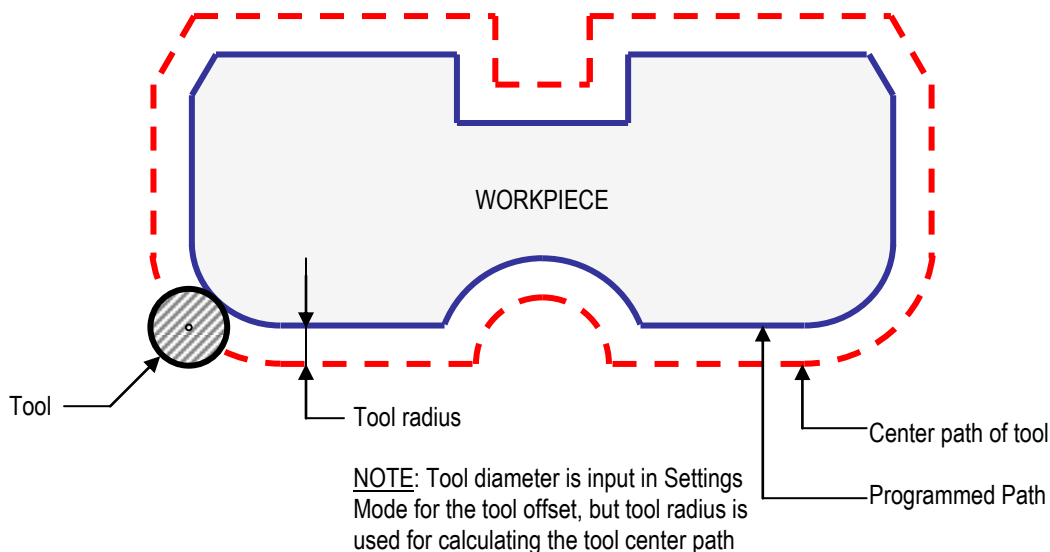 WORKPIECE
Tool
Tool radius
Center path of tool
Programmed Path
NOTE: Tool diameter is input in Settings
Mode for the tool offset, but tool radius is
used for calculating the tool center path